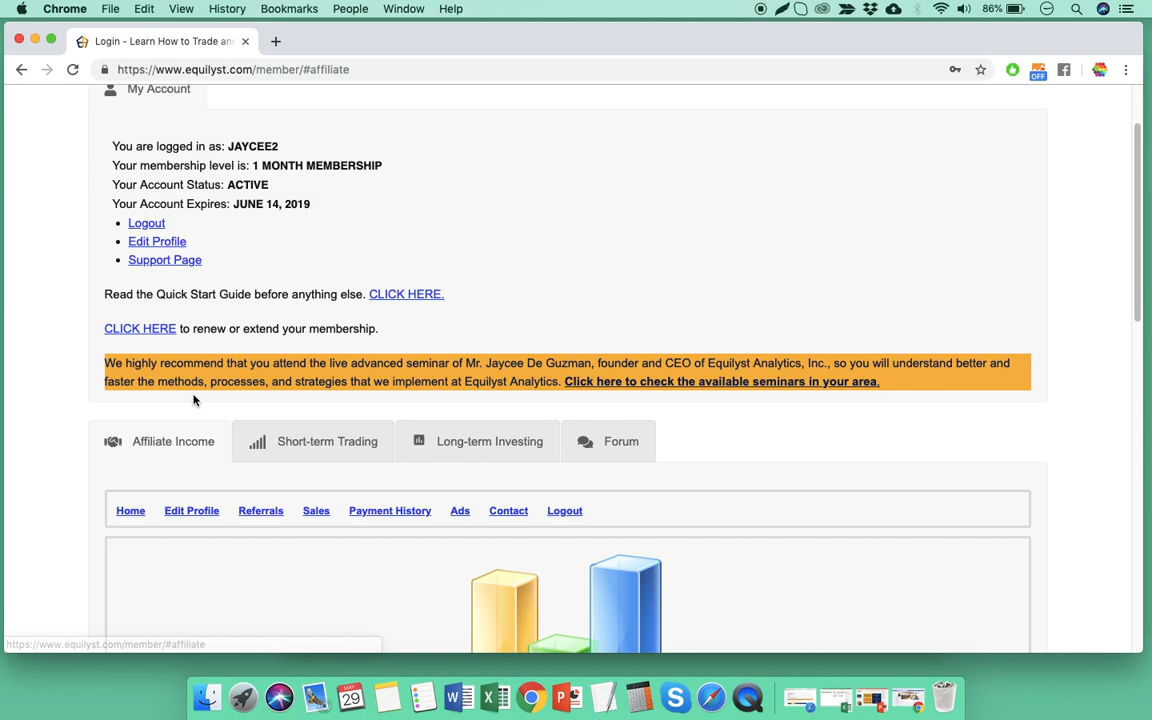 Chrome File Edit View History Bookmarks People Window Help 86%
Login - Learn How to Trade and
https://www.equilyst.com/member/#affiliate
OFF
My Account
You are logged in as: JAYCEE2
Your membership level is: 1 MONTH MEMBERSHIP
Your Account Status: ACTIVE
Your Account Expires: JUNE 14, 2019
Logout
Edit Profile
Support Page
Read the Quick Start Guide before anything else. CLICK HERE.
CLICK HERE to renew or extend your membership.
We highly recommend that you attend the live advanced seminar of Mr. Jaycee De Guzman, founder and CEO of Equilyst Analytics, Inc., so you will understand better and
faster the methods, processes, and strategies that we implement at Equilyst Analytics. Click here to check the available seminars in your area.
Affiliate Income Short-term Trading Long-term Investing Forum
Home Edit Profile Referrals Sales Payment History Ads Contact Logout
https://www.equilyst.com/member/#affiliate
MAY
29